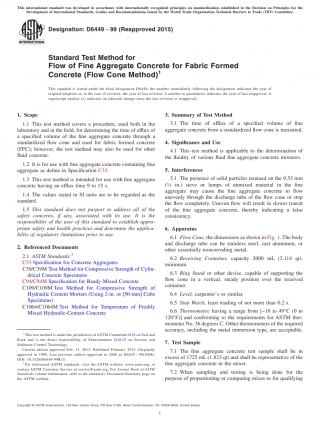 This international standard was developed in accordance with internationally recognized principles on standardization established in the Decision on Principles for the
Development of International Standards, Guides and Recommendations issued by the World Trade Organization Technical Barriers to Trade (TBT) Committee.
Designation: D6449 − 99 (Reapproved 2015)
Standard Test Method for
Flow of Fine Aggregate Concrete for Fabric Formed
Concrete (Flow Cone Method)1
This standard is issued under the fixed designation D6449; the number immediately following the designation indicates the year of
original adoption or, in the case of revision, the year of last revision. A number in parentheses indicates the year of last reapproval. A
superscript epsilon (ε) indicates an editorial change since the last revision or reapproval.
1. Scope
1.1 This test method covers a procedure, used both in the
laboratory and in the field, for determining the time of efflux of
a specified volume of fine aggregate concrete through a
standardized flow cone and used for fabric formed concrete
(FFC); however, the test method may also be used for other
fluid concrete.
1.2 It is for use with fine aggregate concrete containing fine
aggregate as define in Specification C33.
1.3 This test method is intended for use with fine aggregate
concrete having an efflux time 9 to 15 s.
1.4 The values stated in SI units are to be regarded as the
standard.
1.5 This standard does not purport to address all of the
safety concerns, if any, associated with its use. It is the
responsibility of the user of this standard to establish appro-
priate safety and health practices and determine the applica-
bility of regulatory limitations prior to use.
2. Referenced Documents
2.1 ASTM Standards:2
C33 Specification for Concrete Aggregates
C39/C39M Test Method for Compressive Strength of Cylin-
drical Concrete Specimens
C94/C94M Specification for Ready-Mixed Concrete
C109/C109M Test Method for Compressive Strength of
Hydraulic Cement Mortars (Using 2-in. or [50-mm] Cube
Specimens)
C1064/C1064M Test Method for Temperature of Freshly
Mixed Hydraulic-Cement Concrete
1 This test method is under the jurisdiction of ASTM Committee D18 on Soil and
Rock and is the direct responsibility of Subcommittee D18.25 on Erosion and
Sediment Control Technology.
Current edition approved Feb. 15, 2015. Published February 2015. Originally
approved in 1999. Last previous edition approved in 2008 as D6449 – 99(2008).
DOI: 10.1520/D6449-99R15.
2 For referenced ASTM standards, visit the ASTM website, www.astm.org, or
contact ASTM Customer Service at service@astm.org. For Annual Book of ASTM
Standards volume information, refer to the standard's Document Summary page on
the ASTM website.
3. Summary of Test Method
3.1 The time of efflux of a specified volume of fine
aggregate concrete from a standardized flow cone is measured.
4. Significance and Use
4.1 This test method is applicable to the determination of
the fluidity of various fluid fine aggregate concrete mixtures.
5. Interferences
5.1 The presence of solid particles retained on the 9.53 mm
(3⁄8 in.) sieve or lumps of unmixed material in the fine
aggregate may cause the fine aggregate concrete to flow
unevenly through the discharge tube of the flow cone or stop
the flow completely. Uneven flow will result in slower transit
of the fine aggregate concrete, thereby indicating a false
consistency.
6. Apparatus
6.1 Flow Cone, the dimensions as shown in Fig. 1. The body
and discharge tube can be stainless steel, cast aluminum, or
other essentially noncorroding metal.
6.2 Receiving Container, capacity 2000 mL (2.114 qt),
minimum.
6.3 Ring Stand or other device, capable of supporting the
flow cone in a vertical, steady position over the received
container.
6.4 Level, carpenter's or similar.
6.5 Stop Watch, least reading of not more than 0.2 s.
6.6 Thermometer: having a range from (−18 to 49°C (0 to
120°F)) and conforming to the requirements for ASTM ther-
mometer No. 36 degrees C. Other thermometers of the required
accuracy, including the metal immersion type, are acceptable.
7. Test Sample
7.1 The fine aggregate concrete test sample shall be in
excess of 1725 mL (1.823 qt) and shall be representative of the
fine aggregate concrete in the mixer.
7.2 When sampling and testing is being done for the
purpose of proportioning or comparing mixes or for qualifying
Copyright © ASTM International, 100 Barr Harbor Drive, PO Box C700, West Conshohocken, PA 19428-2959. United States
1